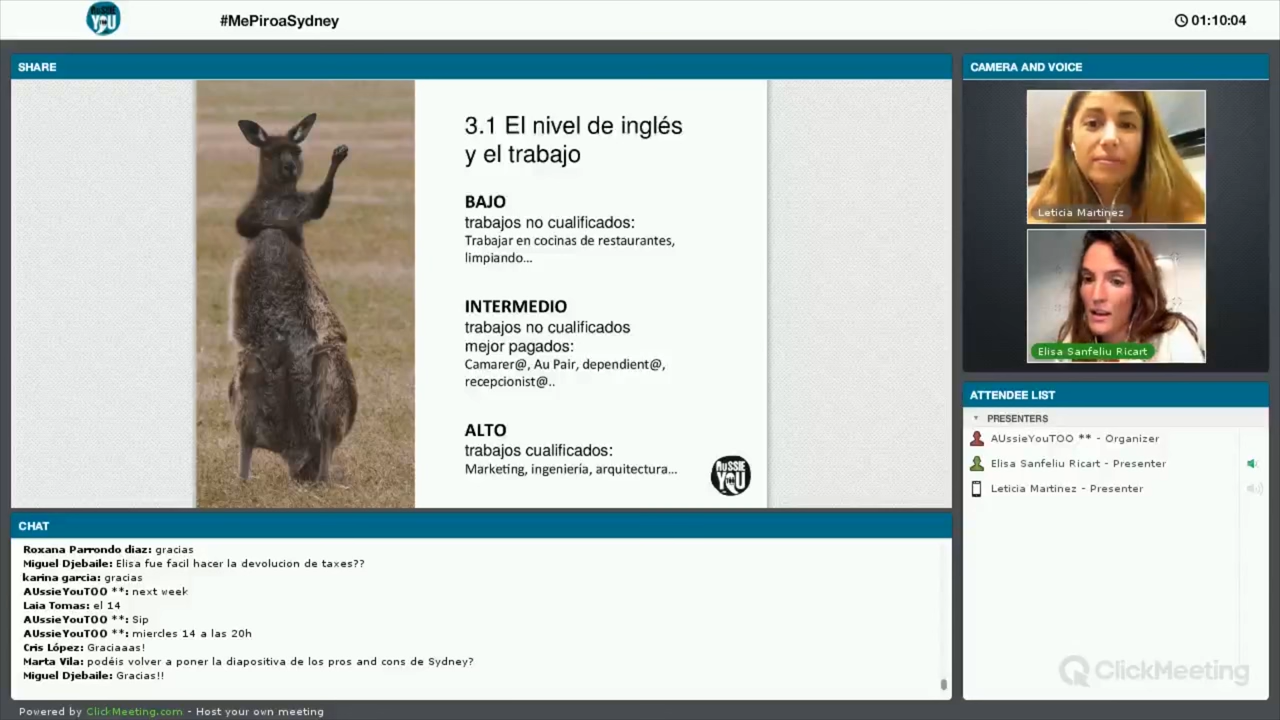 AUSSIE
YOU
TOO
#MePiroaSydney
01:10:04
SHARE
3.1 El nivel de inglés
y el trabajo
BAJO
trabajos no cualificados:
Trabajar en cocinas de restaurantes,
limpiando...
INTERMEDIO
trabajos no cualificados
mejor pagados:
Camarer@, Au Pair, dependient@,
recepcionist@..
ALTO
trabajos cualificados:
Marketing, ingeniería, arquitectura...
AUSSIE
YOU
TOO
CAMERA AND VOICE
Leticia Martinez
Elisa Sanfeliu Ricart
ATTENDEE LIST
PRESENTERS
AUssieYouTOO ** - Organizer
Elisa Sanfeliu Ricart - Presenter
Leticia Martinez - Presenter
CHAT
Roxana Parrondo diaz: gracias
Miguel Djebaile: Elisa fue facil hacer la devolucion de taxes??
karina garcia: gracias
AUssieYouTOO **: next week
Laia Tomas: el 14
AUssieYouTOO **: Sip
AUssieYouTOO **: miercles 14 a las 20h
Cris López: Graciaaas!
Marta Vila: podéis volver a poner la diapositiva de los pros and cons de Sydney?
Miguel Djebaile: Gracias!!
ClickMeeting
Powered by ClickMeeting.com - Host your own meeting